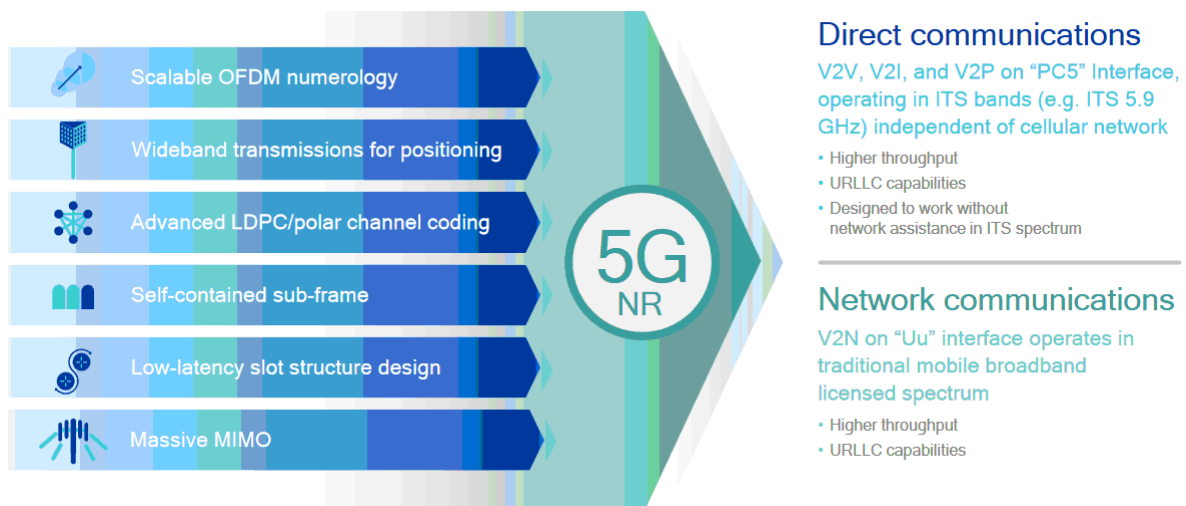 Scalable OFDM numerology
Wideband transmissions for positioning
Advanced LDPC/polar channel coding
Self-contained sub-frame
Low-latency slot structure design
Massive MIMO
5G
NR
Direct communications
V2V, V2I, and V2P on “PC5” Interface,
operating in ITS bands (e.g. ITS 5.9
GHz) independent of cellular network
• Higher throughput
• URLLC capabilities
• Designed to work without
network assistance in ITS spectrum
Network communications
V2N on “Uu” interface operates in
traditional mobile broadband
licensed spectrum
• Higher throughput
• URLLC capabilities